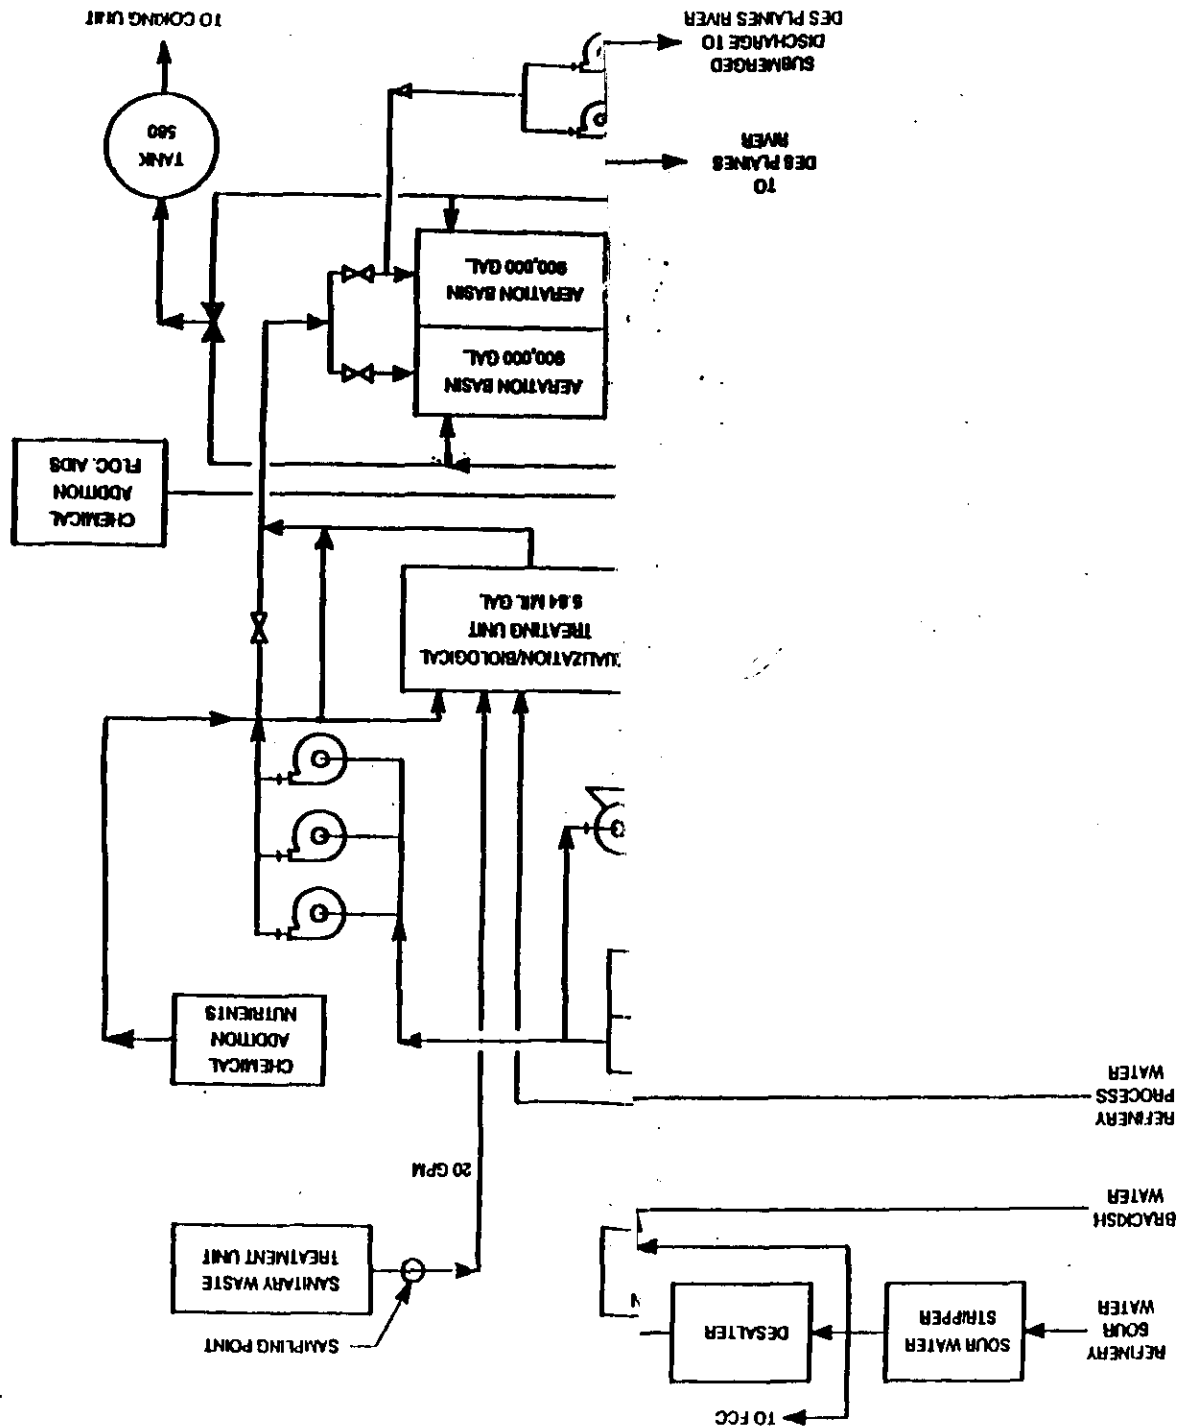 TO FCC
REFINERY
SOUR
WATER
SOUR WATER
STRIPPER
DESALTER
SAMPLING POINT
SANITARY WASTE
TREATMENT UNIT
BRACKISH
WATER
20 GPM
REFINERY
PROCESS
WATER
CHEMICAL
ADDITION
NUTRIENTS
UALIZATION/BIOLOGICAL
TREATING UNIT
5.84 MIL GAL
CHEMICAL
ADDITION
FLOC. AIDS
AERATION BASIN
900,000 GAL
AERATION BASIN
900,000 GAL
TO
DES PLAINES
RIVER
TANK
SUBMERGED
DISCHARGE TO
DES PLAINES RIVER
TO COKING UNIT